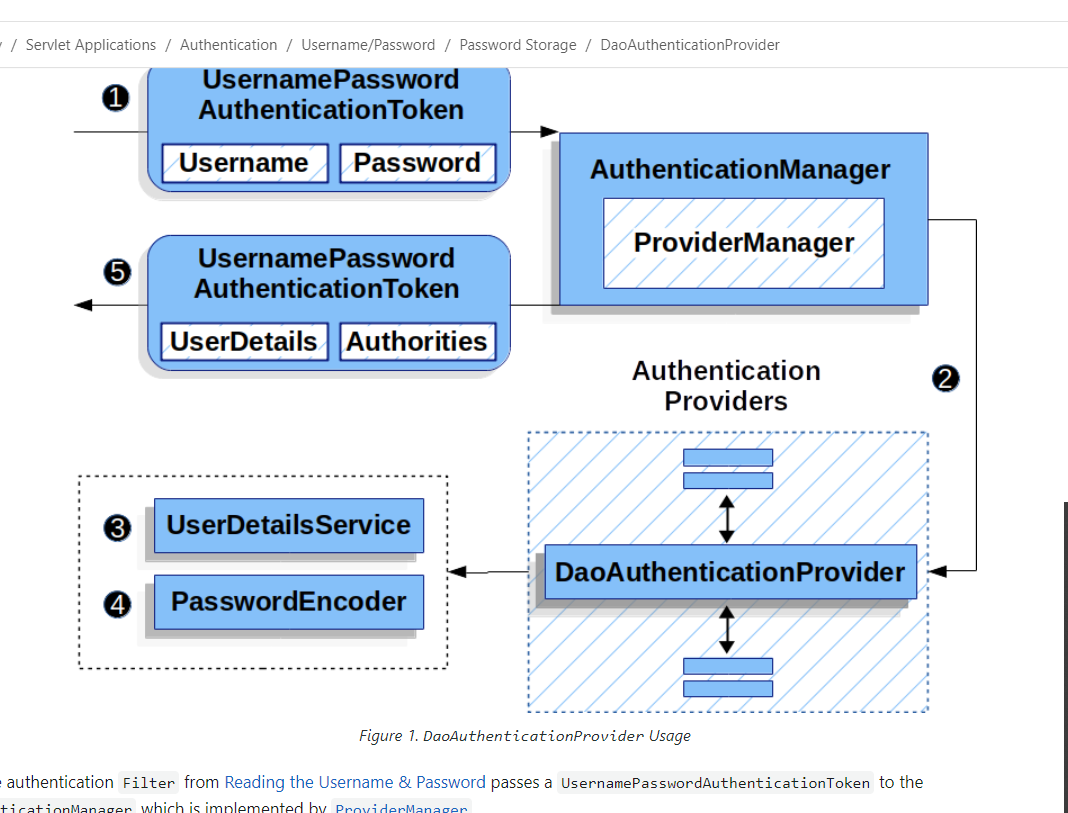 / Servlet Applications / Authentication / Username/Password / Password Storage / DaoAuthenticationProvider
1
UsernamePassword
AuthenticationToken
Username Password
AuthenticationManager
ProviderManager
5
UsernamePassword
AuthenticationToken
UserDetails Authorities
Authentication
Providers
2
3
UserDetailsService
4
PasswordEncoder
DaoAuthenticationProvider
Figure 1. DaoAuthenticationProvider Usage
authentication Filter from Reading the Username & Password passes a UsernamePasswordAuthenticationToken to the
ticationManager which is implemented by ProviderManager